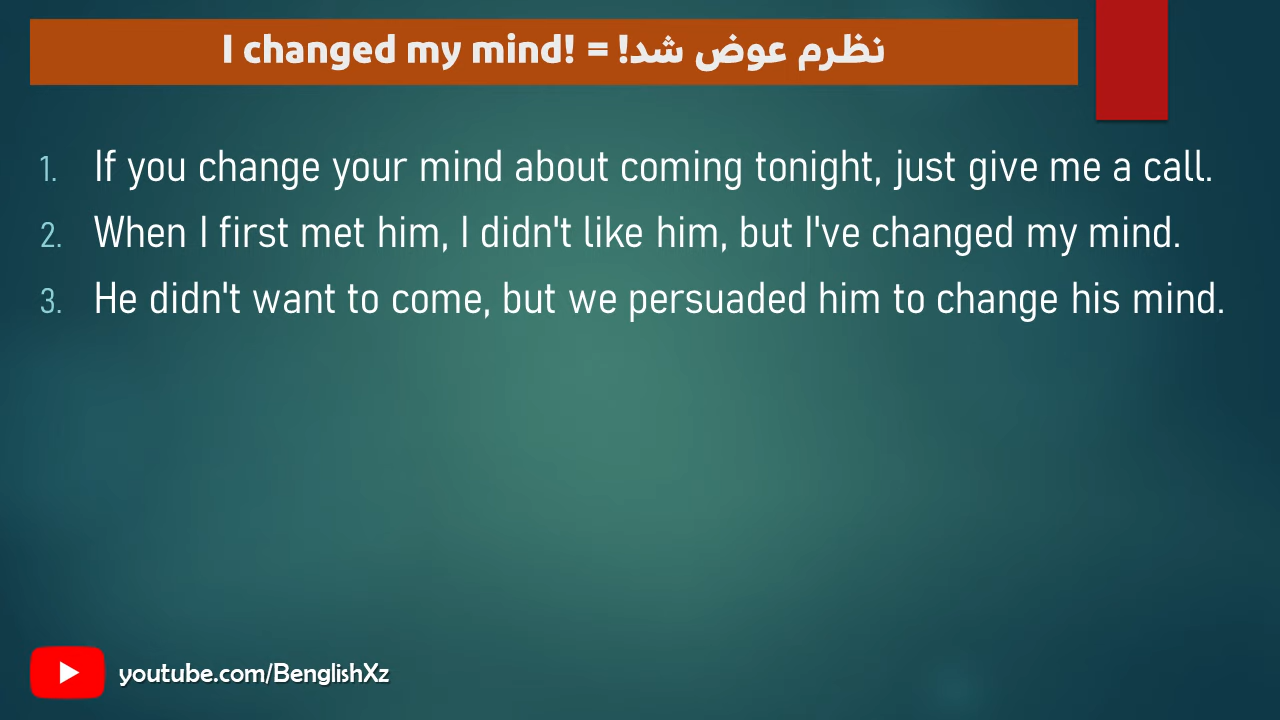 I changed my mind! = نظرم عوض شد!
1. If you change your mind about coming tonight, just give me a call.
2. When I first met him, I didn't like him, but I've changed my mind.
3. He didn't want to come, but we persuaded him to change his mind.
youtube.com/BenglishXz